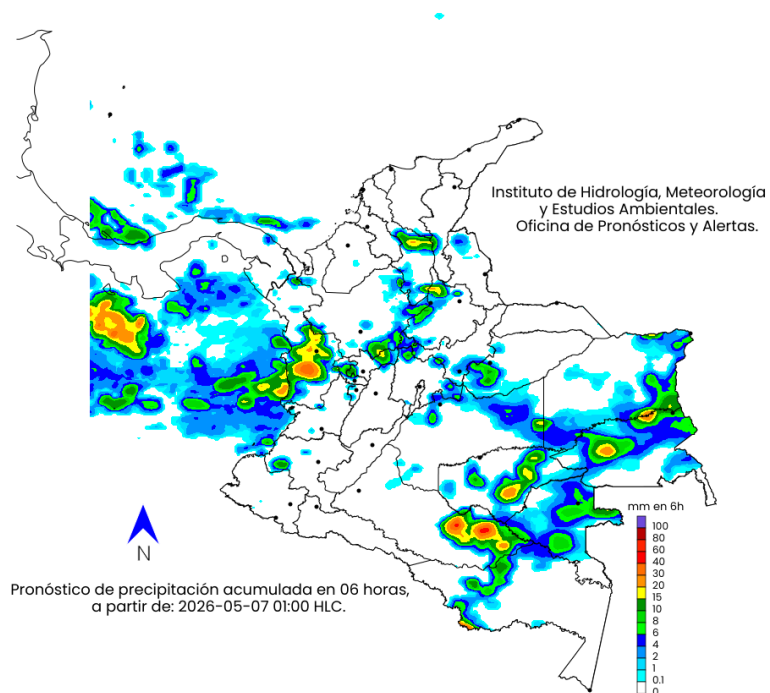 Instituto de Hidrología, Meteorología
y Estudios Ambientales.
Oficina de Pronósticos y Alertas.
N
Pronóstico de precipitación acumulada en 06 horas,
a partir de: 2026-05-07 01:00 HLC.
mm en 6h
100
80
60
40
30
20
15
10
8
6
4
2
1
0.1
0